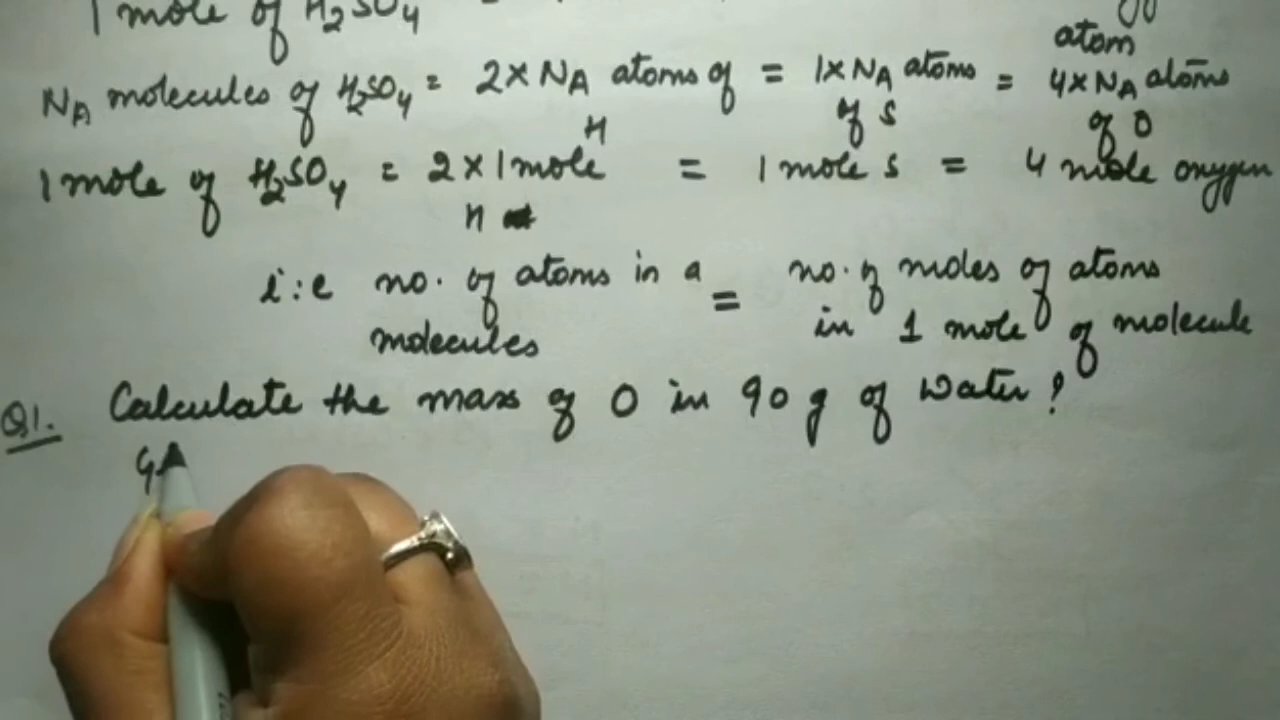 1 mole of H2SO4
atom
NA molecules of H2SO4 = 2 x NA atoms of H = 1 x NA atoms of S = 4 x NA atoms of O
1 mole of H2SO4 = 2 x 1 mole H = 1 mole S = 4 mole oxygen
i:e no. of atoms in a molecules = no. of moles of atoms in 1 mole of molecule
Q1. Calculate the mass of O in 90 g of water?